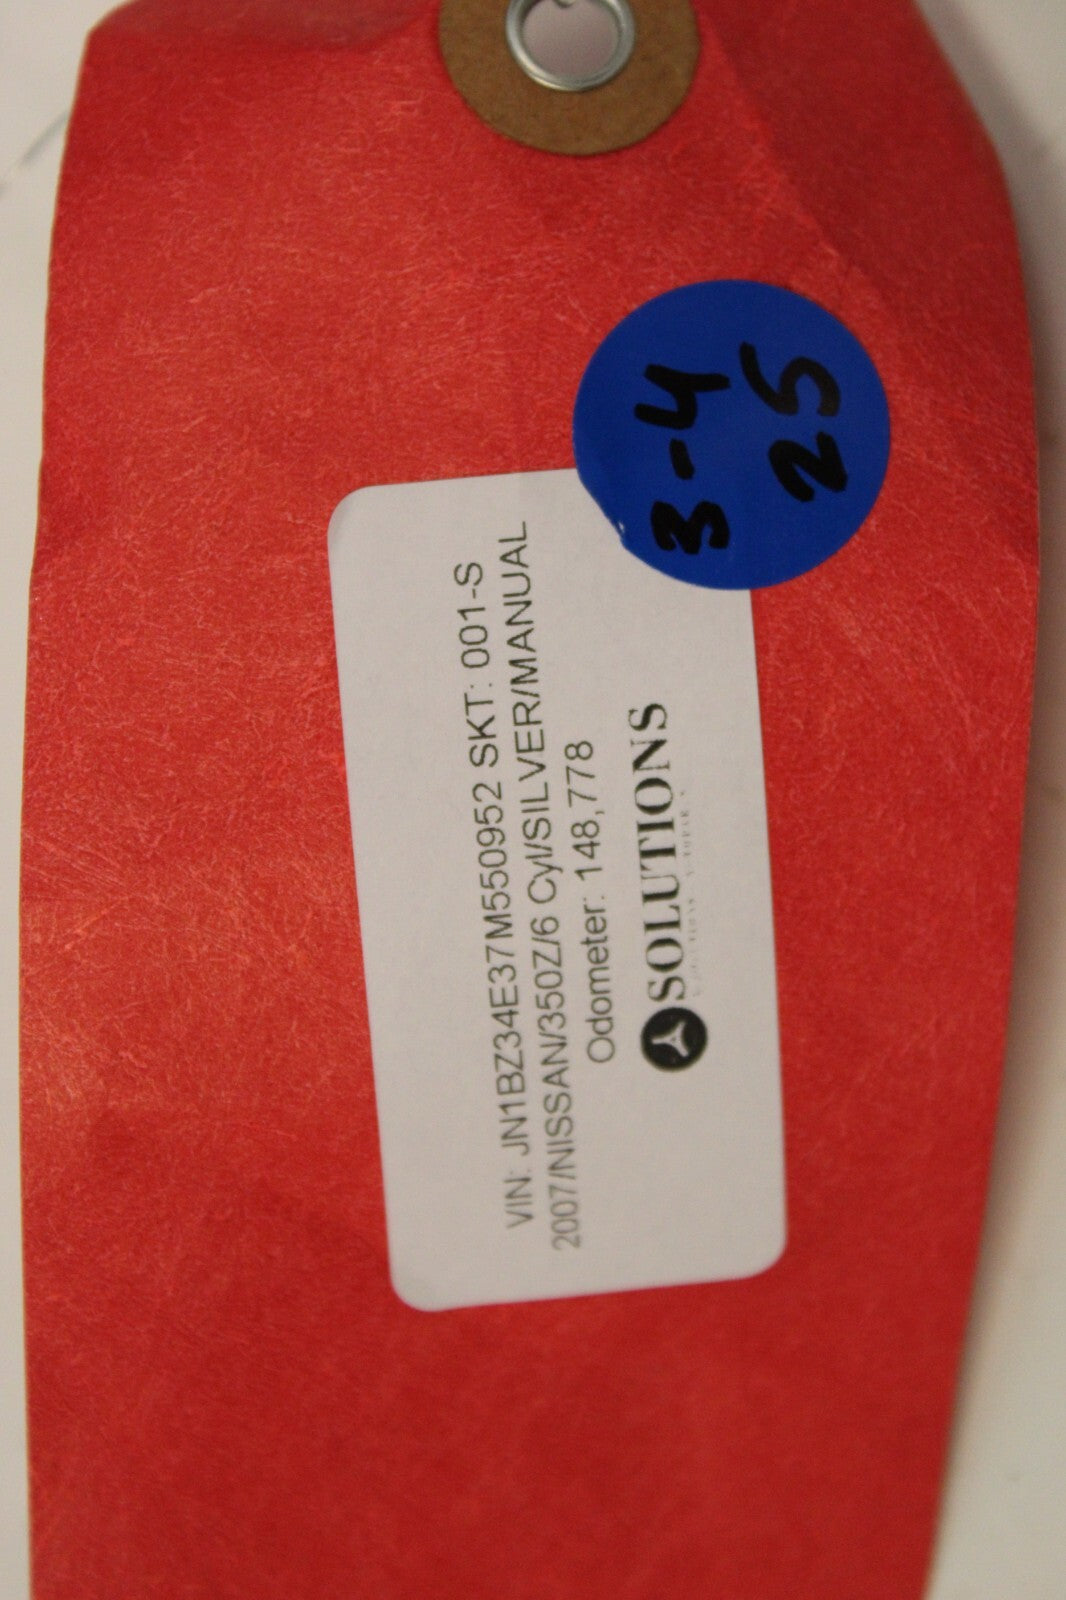 3-4
25
VIN: JN1BZ34E37M550952 SKT: 001-S
2007/NISSAN/350Z/6 Cyl/SILVER/MANUAL
Odometer: 148,778
SOLUTIONS